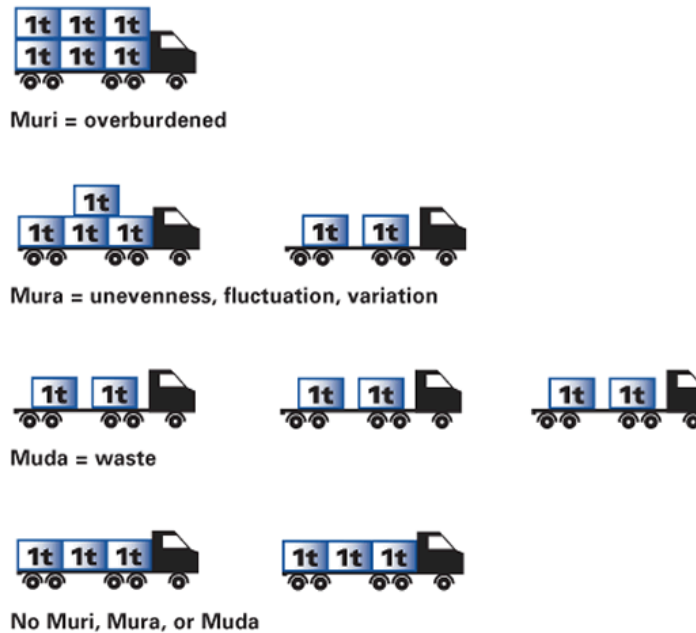 1t 1t 1t
1t 1t 1t
Muri = overburdened
1t
1t 1t 1t 1t 1t
Mura = unevenness, fluctuation, variation
1t 1t 1t 1t 1t 1t
Muda = waste
1t 1t 1t 1t 1t 1t
No Muri, Mura, or Muda